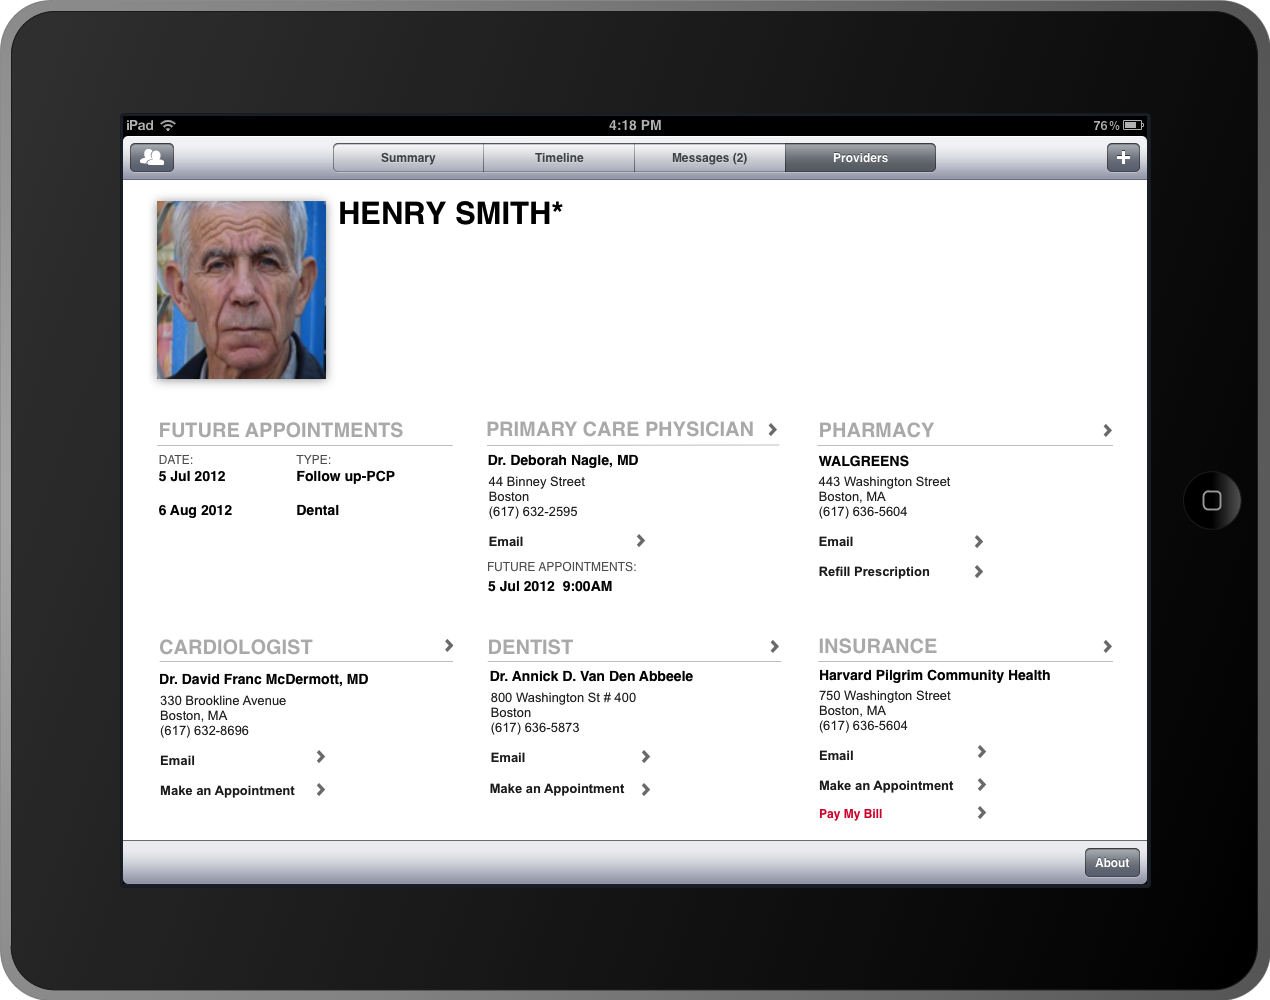 iPad 4:18 PM 76%
Summary Timeline Messages (2) Providers
HENRY SMITH*
FUTURE APPOINTMENTS
DATE: TYPE:
5 Jul 2012 Follow up-PCP
6 Aug 2012 Dental
PRIMARY CARE PHYSICIAN
Dr. Deborah Nagle, MD
44 Binney Street
Boston
(617) 632-2595
Email
FUTURE APPOINTMENTS:
5 Jul 2012 9:00AM
PHARMACY
WALGREENS
443 Washington Street
Boston, MA
(617) 636-5604
Email
Refill Prescription
CARDIOLOGIST
Dr. David Franc McDermott, MD
330 Brookline Avenue
Boston, MA
(617) 632-8696
Email
Make an Appointment
DENTIST
Dr. Annick D. Van Den Abbeele
800 Washington St # 400
Boston
(617) 636-5873
Email
Make an Appointment
INSURANCE
Harvard Pilgrim Community Health
750 Washington Street
Boston, MA
(617) 636-5604
Email
Make an Appointment
Pay My Bill
About